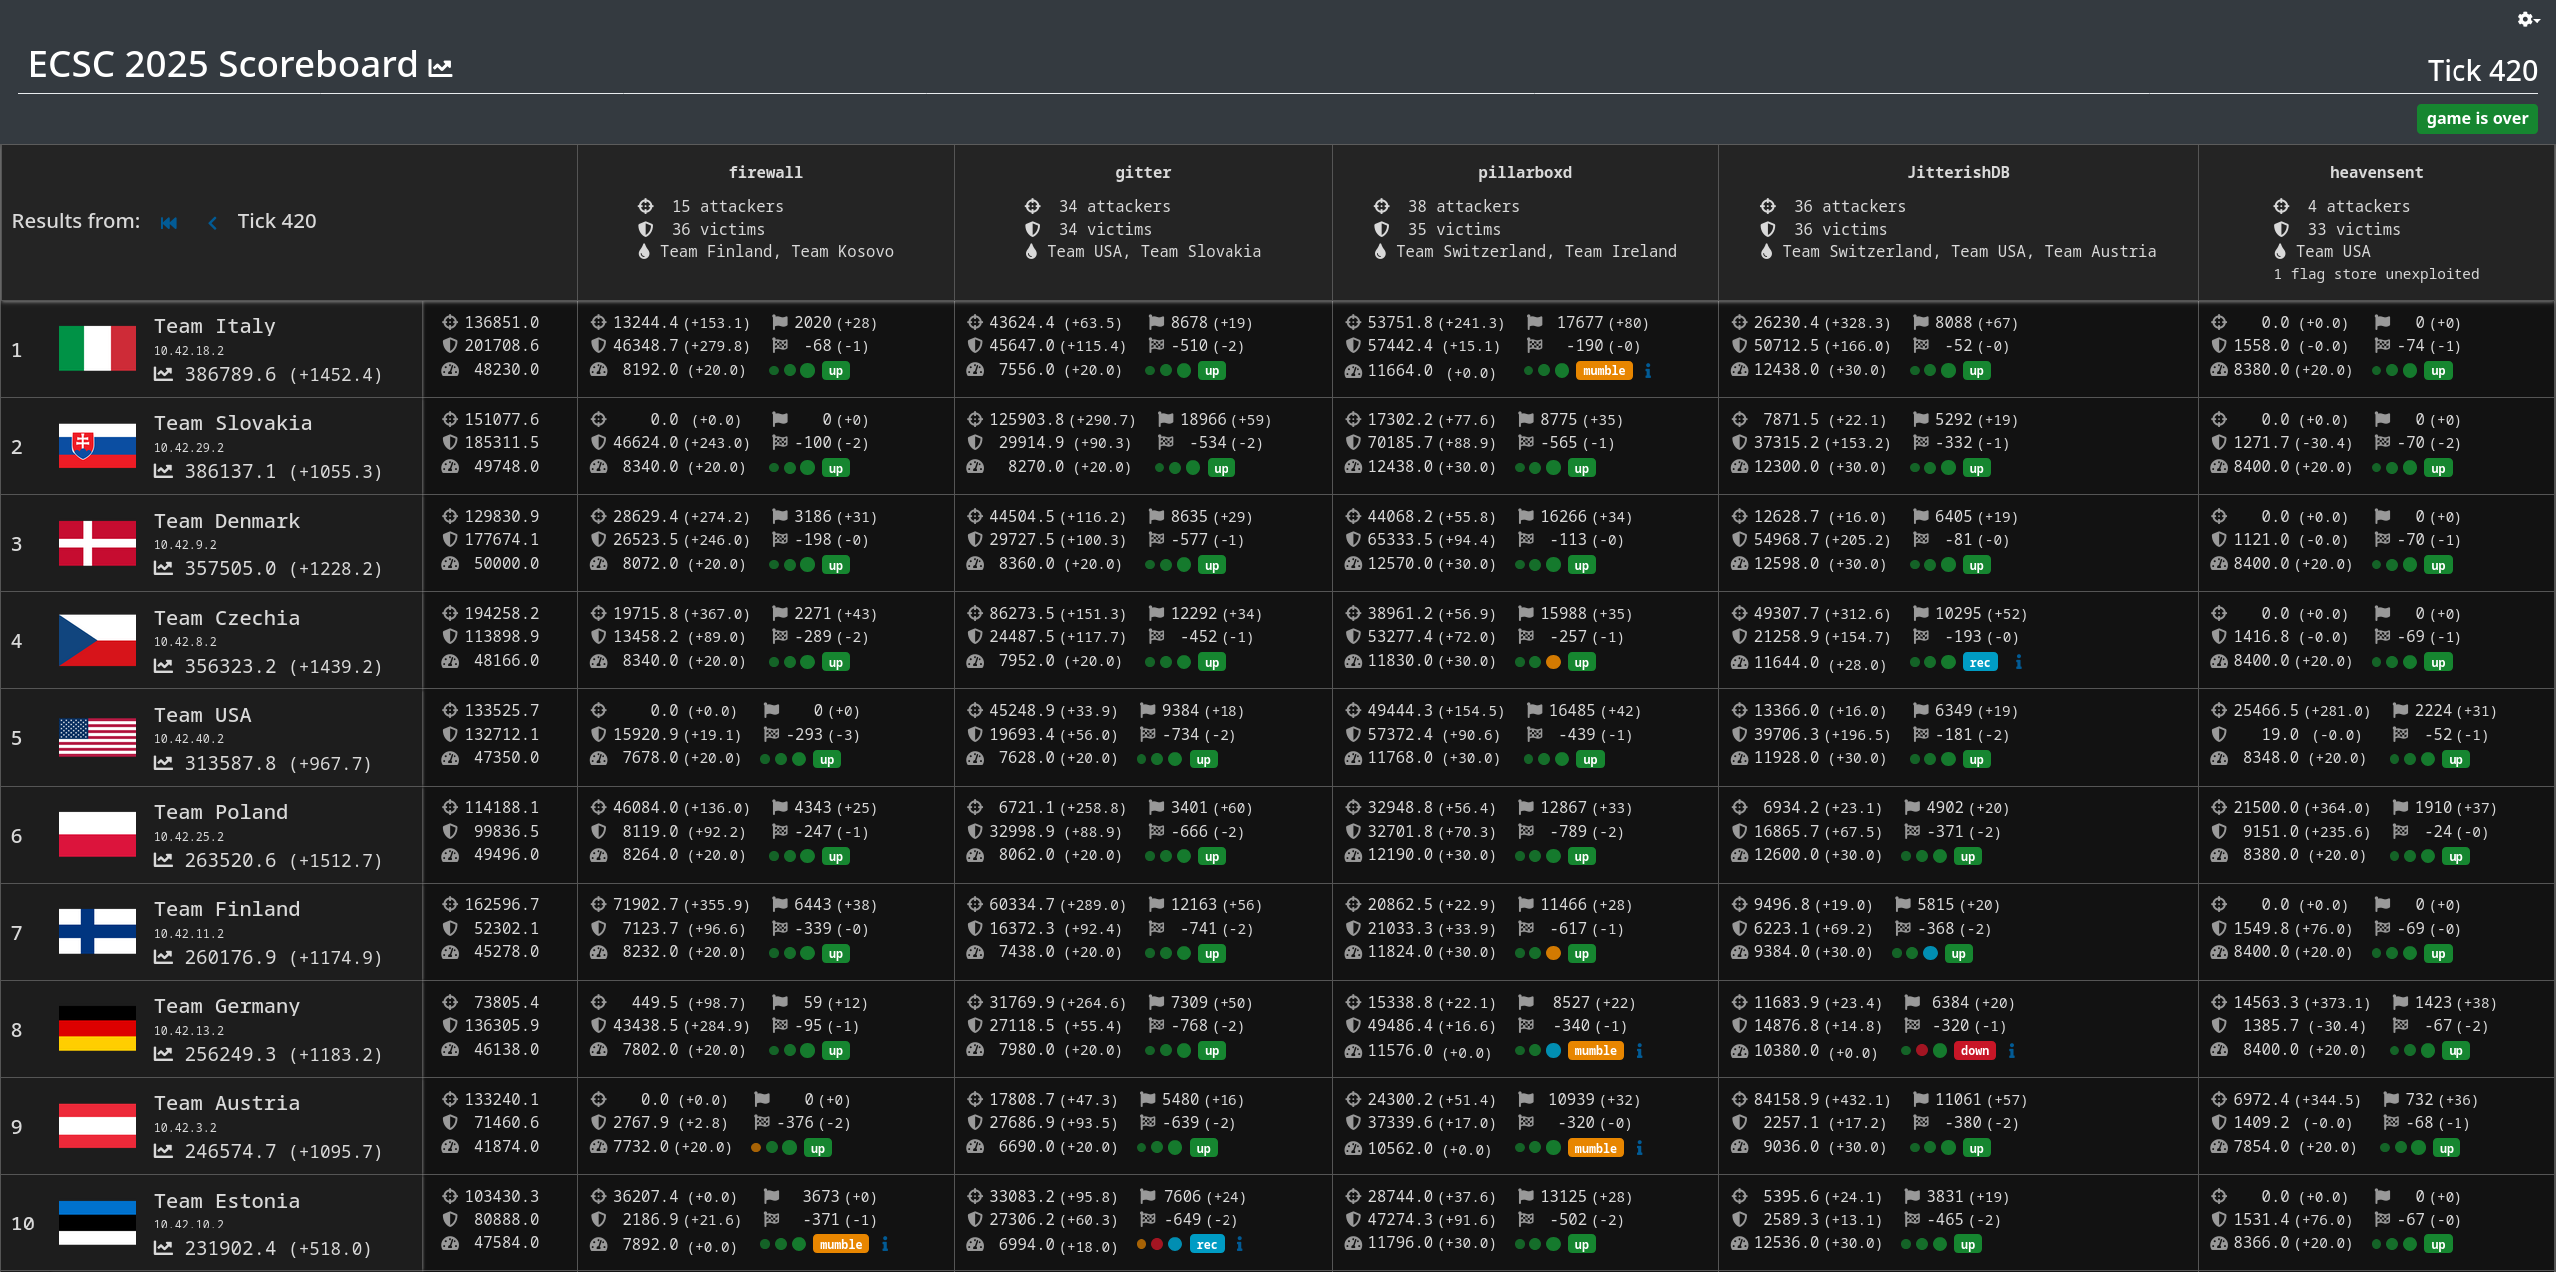 ECSC 2025 Scoreboard
Tick 420
game is over
Results from: Tick 420
firewall
15 attackers
36 victims
Team Finland, Team Kosovo
gitter
34 attackers
34 victims
Team USA, Team Slovakia
pillarboxd
38 attackers
35 victims
Team Switzerland, Team Ireland
JitterishDB
36 attackers
36 victims
Team Switzerland, Team USA, Team Austria
heavensent
4 attackers
33 victims
Team USA
1 flag store unexploited
1
Team Italy
10.42.18.2
386789.6 (+1452.4)
136851.0
201708.6
48230.0
13244.4 (+153.1) 2020 (+28)
46348.7 (+279.8) -68 (-1)
8192.0 (+20.0) up
43624.4 (+63.5) 8678 (+19)
45647.0 (+115.4) -510 (-2)
7556.0 (+20.0) up
53751.8 (+241.3) 17677 (+80)
57442.4 (+15.1) -190 (-0)
11664.0 (+0.0) mumble
26230.4 (+328.3) 8088 (+67)
50712.5 (+166.0) -52 (-0)
12438.0 (+30.0) up
0.0 (+0.0) 0 (+0)
1558.0 (-0.0) -74 (-1)
8380.0 (+20.0) up
2
Team Slovakia
10.42.29.2
386137.1 (+1055.3)
151077.6
185311.5
49748.0
0.0 (+0.0) 0 (+0)
46624.0 (+243.0) -100 (-2)
8340.0 (+20.0) up
125903.8 (+290.7) 18966 (+59)
29914.9 (+90.3) -534 (-2)
8270.0 (+20.0) up
17302.2 (+77.6) 8775 (+35)
70185.7 (+88.9) -565 (-1)
12438.0 (+30.0) up
7871.5 (+22.1) 5292 (+19)
37315.2 (+153.2) -332 (-1)
12300.0 (+30.0) up
0.0 (+0.0) 0 (+0)
1271.7 (-30.4) -70 (-2)
8400.0 (+20.0) up
3
Team Denmark
10.42.9.2
357505.0 (+1228.2)
129830.9
177674.1
50000.0
28629.4 (+274.2) 3186 (+31)
26523.5 (+246.0) -198 (-0)
8072.0 (+20.0) up
44504.5 (+116.2) 8635 (+29)
29727.5 (+100.3) -577 (-1)
8360.0 (+20.0) up
44068.2 (+55.8) 16266 (+34)
65333.5 (+94.4) -113 (-0)
12570.0 (+30.0) up
12628.7 (+16.0) 6405 (+19)
54968.7 (+205.2) -81 (-0)
12598.0 (+30.0) up
0.0 (+0.0) 0 (+0)
1121.0 (-0.0) -70 (-1)
8400.0 (+20.0) up
4
Team Czechia
10.42.8.2
356323.2 (+1439.2)
194258.2
113898.9
48166.0
19715.8 (+367.0) 2271 (+43)
13458.2 (+89.0) -289 (-2)
8340.0 (+20.0) up
86273.5 (+151.3) 12292 (+34)
24487.5 (+117.7) -452 (-1)
7952.0 (+20.0) up
38961.2 (+56.9) 15988 (+35)
53277.4 (+72.0) -257 (-1)
11830.0 (+30.0) up
49307.7 (+312.6) 10295 (+52)
21258.9 (+154.7) -193 (-0)
11644.0 (+28.0) rec
0.0 (+0.0) 0 (+0)
1416.8 (-0.0) -69 (-1)
8400.0 (+20.0) up
5
Team USA
10.42.40.2
313587.8 (+967.7)
133525.7
132712.1
47350.0
0.0 (+0.0) 0 (+0)
15920.9 (+19.1) -293 (-3)
7678.0 (+20.0) up
45248.9 (+33.9) 9384 (+18)
19693.4 (+56.0) -734 (-2)
7628.0 (+20.0) up
49444.3 (+154.5) 16485 (+42)
57372.4 (+90.6) -439 (-1)
11768.0 (+30.0) up
13366.0 (+16.0) 6349 (+19)
39706.3 (+196.5) -181 (-2)
11928.0 (+30.0) up
25466.5 (+281.0) 2224 (+31)
19.0 (-0.0) -52 (-1)
8348.0 (+20.0) up
6
Team Poland
10.42.25.2
263520.6 (+1512.7)
114188.1
99836.5
49496.0
46084.0 (+136.0) 4343 (+25)
8119.0 (+92.2) -247 (-1)
8264.0 (+20.0) up
6721.1 (+258.8) 3401 (+60)
32998.9 (+88.9) -666 (-2)
8062.0 (+20.0) up
32948.8 (+56.4) 12867 (+33)
32701.8 (+70.3) -789 (-2)
12190.0 (+30.0) up
6934.2 (+23.1) 4902 (+20)
16865.7 (+67.5) -371 (-2)
12600.0 (+30.0) up
21500.0 (+364.0) 1910 (+37)
9151.0 (+235.6) -24 (-0)
8380.0 (+20.0) up
7
Team Finland
10.42.11.2
260176.9 (+1174.9)
162596.7
52302.1
45278.0
71902.7 (+355.9) 6443 (+38)
7123.7 (+96.6) -339 (-0)
8232.0 (+20.0) up
60334.7 (+289.0) 12163 (+56)
16372.3 (+92.4) -741 (-2)
7438.0 (+20.0) up
20862.5 (+22.9) 11466 (+28)
21033.3 (+33.9) -617 (-1)
11824.0 (+30.0) up
9496.8 (+19.0) 5815 (+20)
6223.1 (+69.2) -368 (-2)
9384.0 (+30.0) up
0.0 (+0.0) 0 (+0)
1549.8 (+76.0) -69 (-0)
8400.0 (+20.0) up
8
Team Germany
10.42.13.2
256249.3 (+1183.2)
73805.4
136305.9
46138.0
449.5 (+98.7) 59 (+12)
43438.5 (+284.9) -95 (-1)
7802.0 (+20.0) up
31769.9 (+264.6) 7309 (+50)
27118.5 (+55.4) -768 (-2)
7980.0 (+20.0) up
15338.8 (+22.1) 8527 (+22)
49486.4 (+16.6) -340 (-1)
11576.0 (+0.0) mumble
11683.9 (+23.4) 6384 (+20)
14876.8 (+14.8) -320 (-1)
10380.0 (+0.0) down
14563.3 (+373.1) 1423 (+38)
1385.7 (-30.4) -67 (-2)
8400.0 (+20.0) up
9
Team Austria
10.42.3.2
246574.7 (+1095.7)
133240.1
71460.6
41874.0
0.0 (+0.0) 0 (+0)
2767.9 (+2.8) -376 (-2)
7732.0 (+20.0) up
17808.7 (+47.3) 5480 (+16)
27686.9 (+93.5) -639 (-2)
6690.0 (+20.0) up
24300.2 (+51.4) 10939 (+32)
37339.6 (+17.0) -320 (-0)
10562.0 (+0.0) mumble
84158.9 (+432.1) 11061 (+57)
2257.1 (+17.2) -380 (-2)
9036.0 (+30.0) up
6972.4 (+344.5) 732 (+36)
1409.2 (-0.0) -68 (-1)
7854.0 (+20.0) up
10
Team Estonia
10.42.10.2
231902.4 (+518.0)
103430.3
80888.0
47584.0
36207.4 (+0.0) 3673 (+0)
2186.9 (+21.6) -371 (-1)
7892.0 (+0.0) mumble
33083.2 (+95.8) 7606 (+24)
27306.2 (+60.3) -649 (-2)
6994.0 (+18.0) rec
28744.0 (+37.6) 13125 (+28)
47274.3 (+91.6) -502 (-2)
11796.0 (+30.0) up
5395.6 (+24.1) 3831 (+19)
2589.3 (+13.1) -465 (-2)
12536.0 (+30.0) up
0.0 (+0.0) 0 (+0)
1531.4 (+76.0) -67 (-0)
8366.0 (+20.0) up